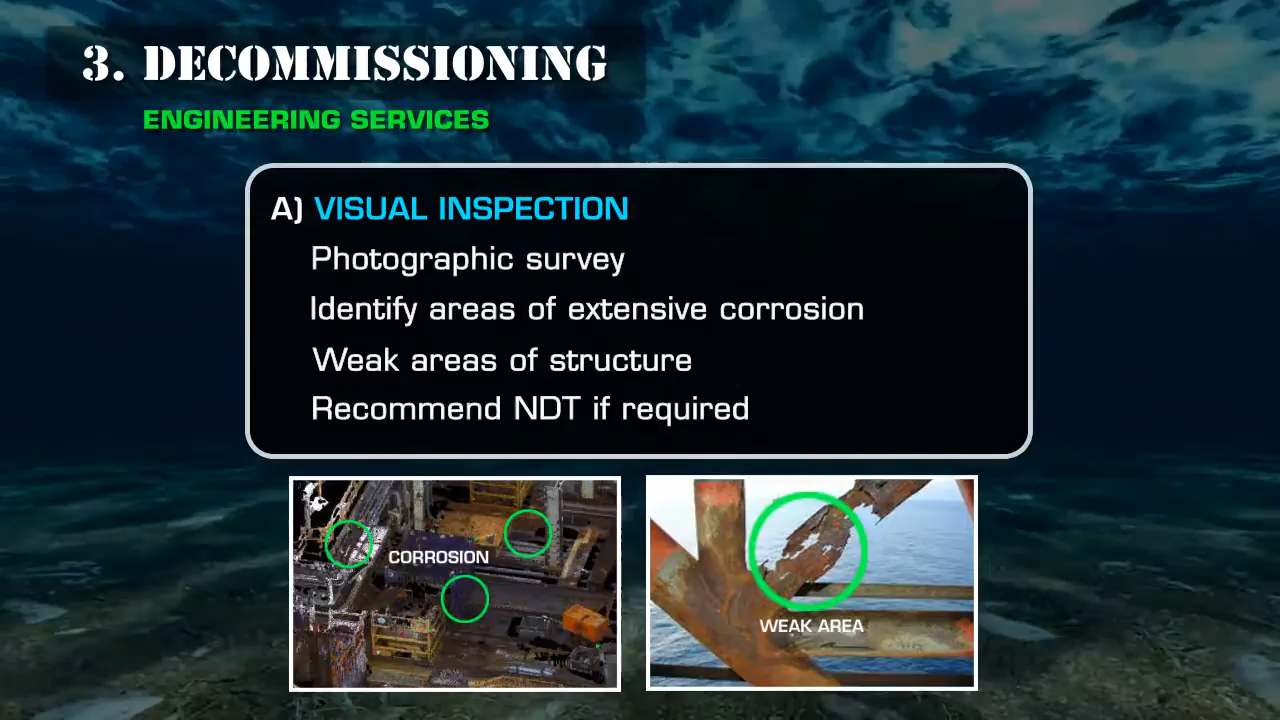 3. DECOMMISSIONING
ENGINEERING SERVICES
A) VISUAL INSPECTION
Photographic survey
Identify areas of extensive corrosion
Weak areas of structure
Recommend NDT if required
CORROSION
WEAK AREA